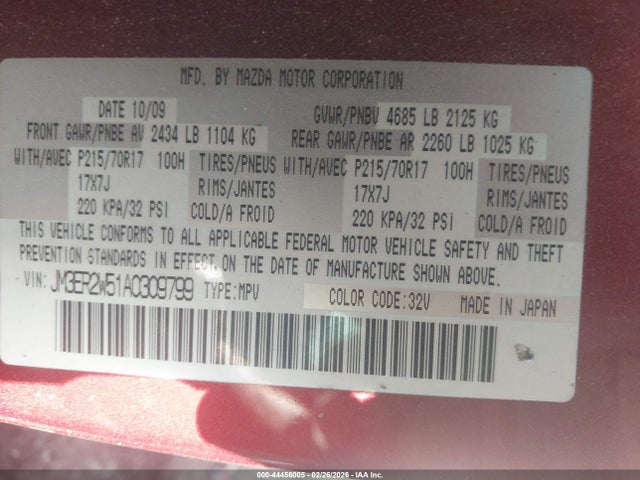 MFD. BY MAZDA MOTOR CORPORATION
DATE 10/09 GVWR/PNBV 4685 LB 2125 KG
FRONT GAWR/PNBE AV 2434 LB 1104 KG REAR GAWR/PNBE AR 2260 LB 1025 KG
WITH/AVEC P215/70R17 100H TIRES/PNEUS WITH/AVEC P215/70R17 100H TIRES/PNEUS
17X7J RIMS/JANTES 17X7J RIMS/JANTES
220 KPA/32 PSI COLD/A FROID 220 KPA/32 PSI COLD/A FROID
THIS VEHICLE CONFORMS TO ALL APPLICABLE FEDERAL MOTOR VEHICLE SAFETY AND THEFT
PREVENTION STANDARDS IN EFFECT ON THE DATE OF MANUFACTURE SHOWN ABOVE.
VIN: JM3ER2W51A0309799 TYPE:MPV COLOR CODE:32V MADE IN JAPAN
000-44456005 - 02/26/2026 - IAA Inc.